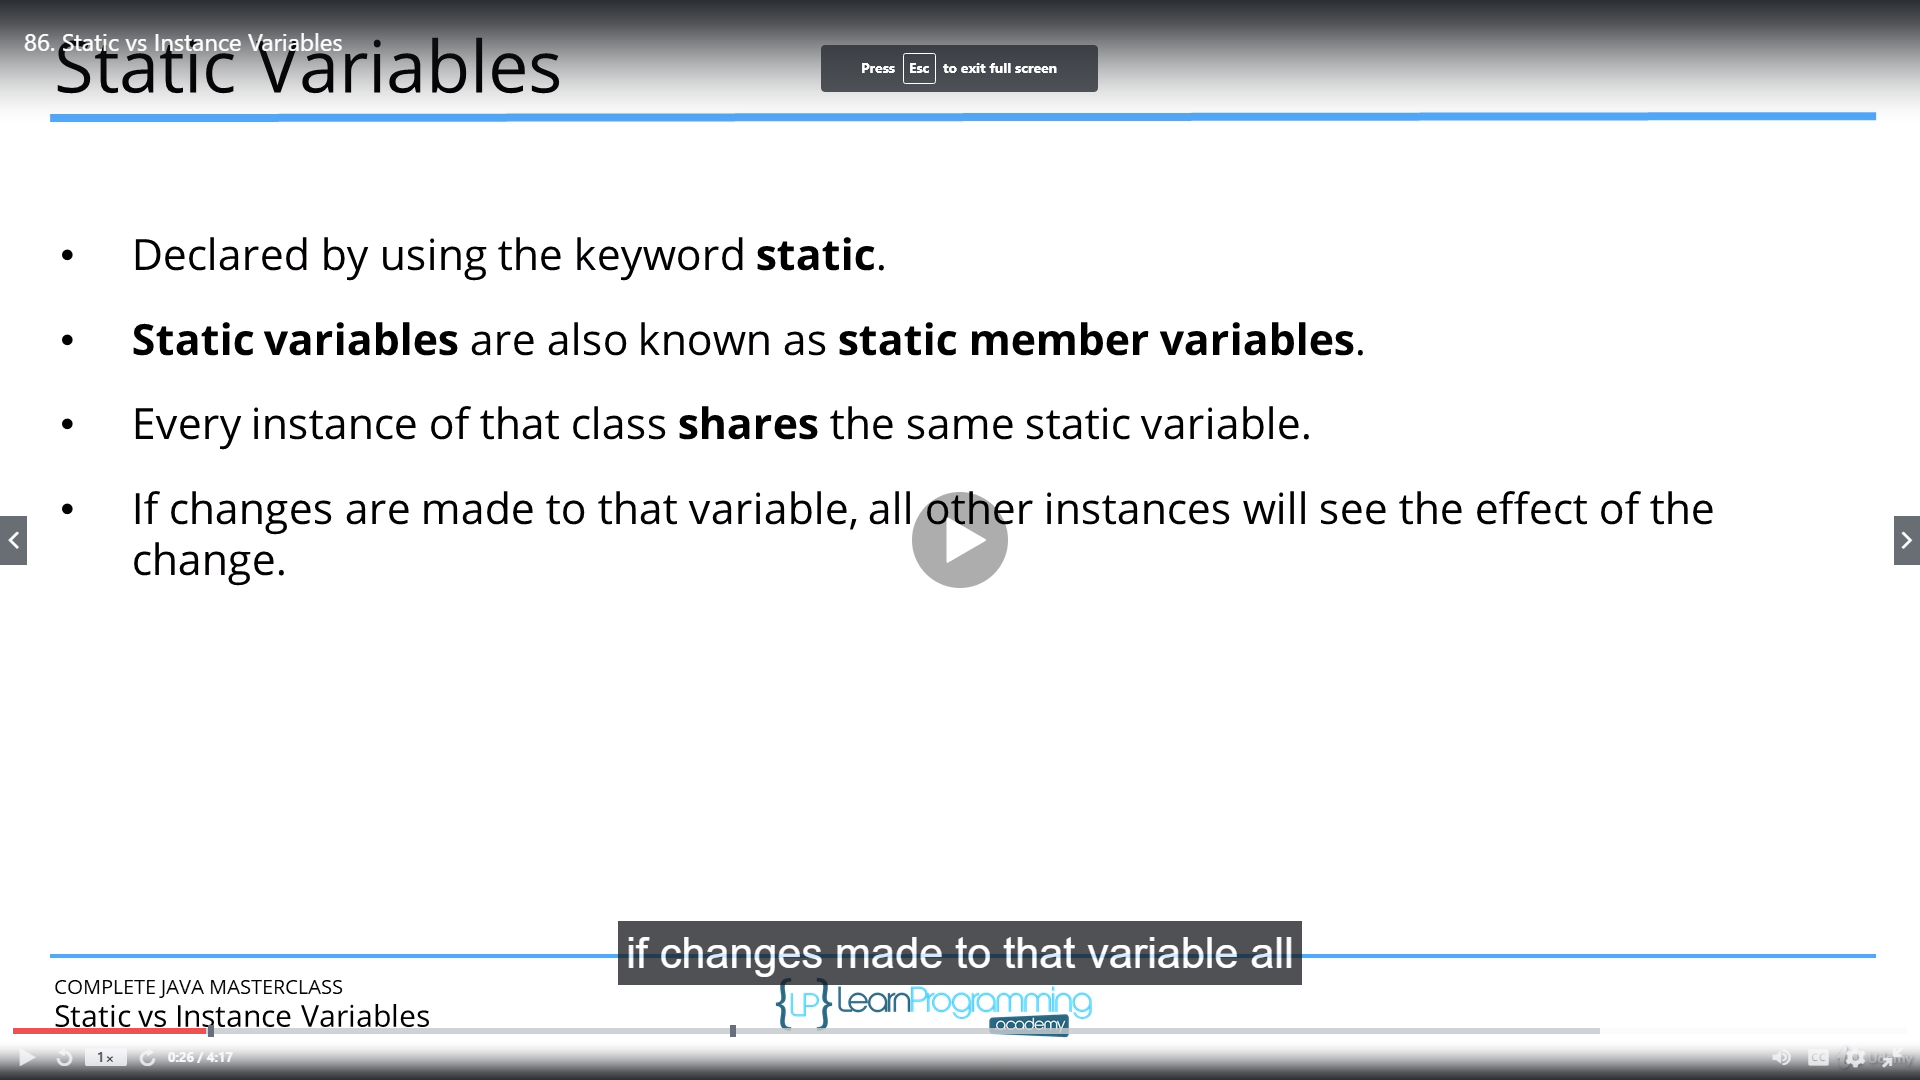 86. Static vs Instance Variables
Static Variables
Press Esc to exit full screen
• Declared by using the keyword static.
• Static variables are also known as static member variables.
• Every instance of that class shares the same static variable.
• If changes are made to that variable, all other instances will see the effect of the
change.
if changes made to that variable all
COMPLETE JAVA MASTERCLASS
Static vs Instance Variables
{LP} LearnProgramming
academy
1x
0:26 / 4:17
CC
Udemy